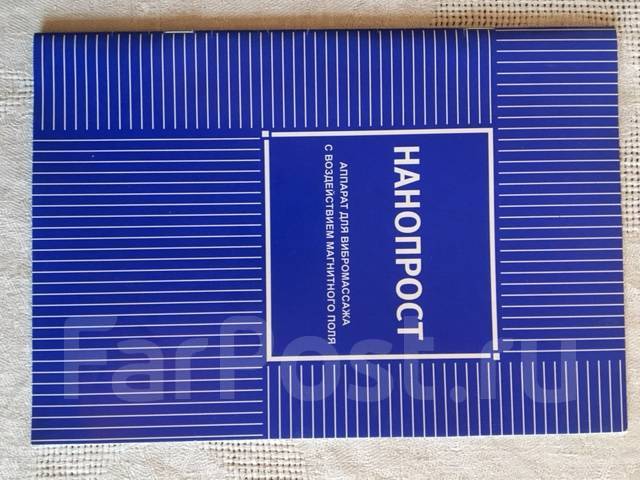 НАНОПРОСТ
АППАРАТ ДЛЯ ВИБРОМАССАЖА
С ВОЗДЕЙСТВИЕМ МАГНИТНОГО ПОЛЯ
FarPost.ru